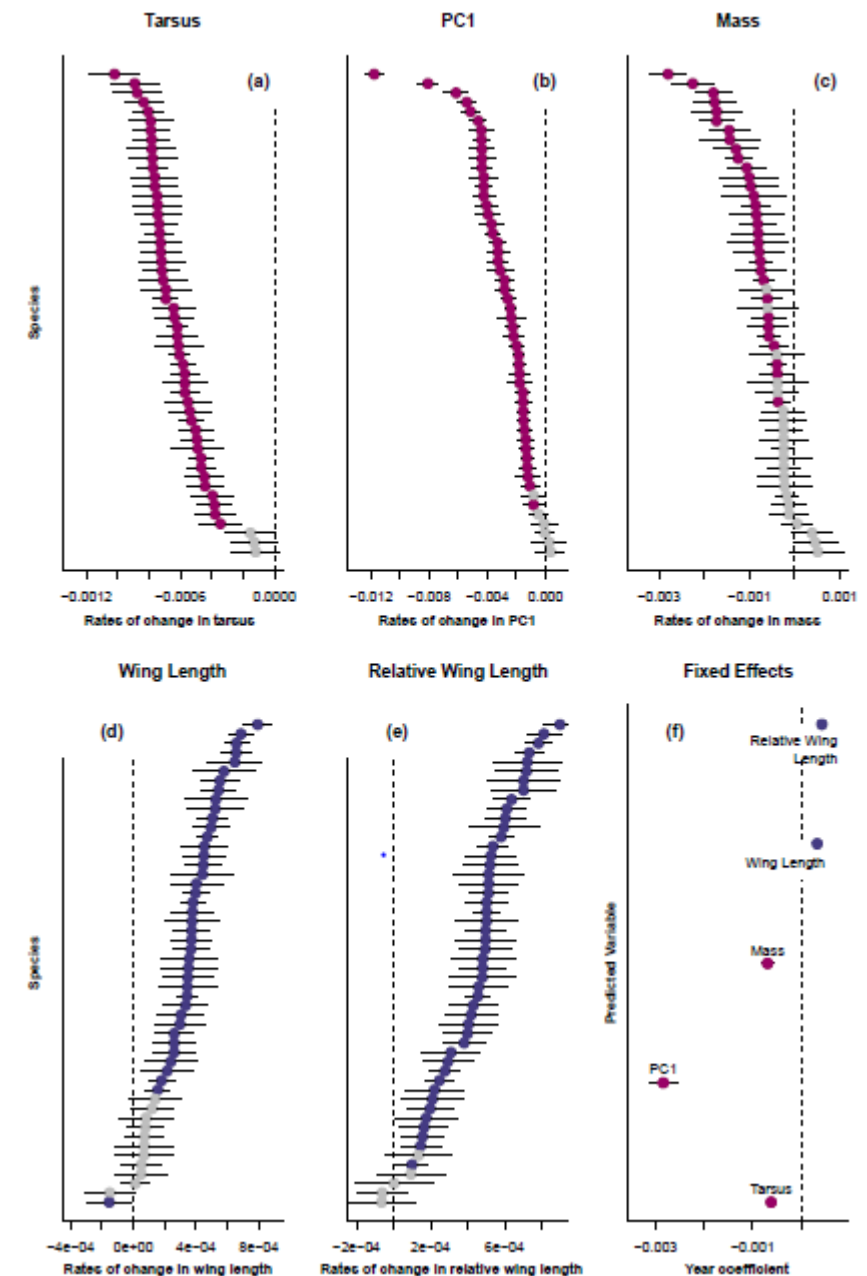 Tarsus
PC1
Mass
(a)
(b)
(c)
Species
−0.0012 −0.0006 0.0000
−0.012 −0.008 −0.004 0.000
−0.003 −0.001 0.001
Rates of change in tarsus
Rates of change in PC1
Rates of change in mass
Wing Length
Relative Wing Length
Fixed Effects
(d)
(e)
(f)
Relative Wing
Length
Wing Length
Mass
PC1
Tarsus
Species
Predicted Variable
−4e−04 0e+00 4e−04 8e−04
−2e−04 2e−04 6e−04
−0.003 −0.001
Rates of change in wing length
Rates of change in relative wing length
Year coefficient